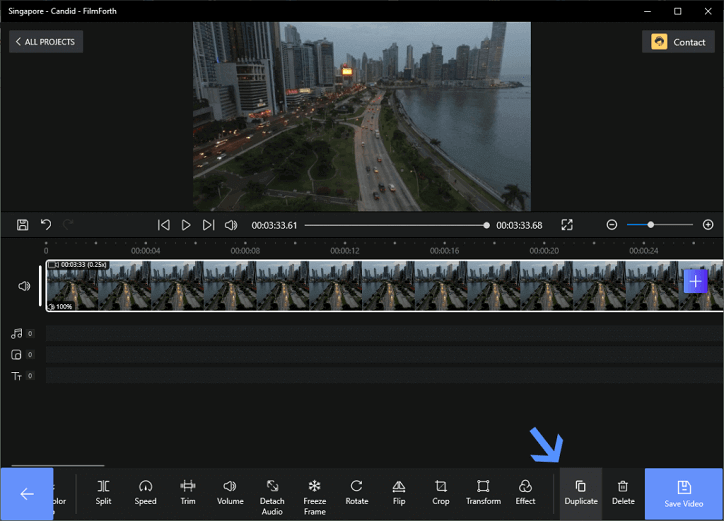 Singapore - Candid - FilmForth
ALL PROJECTS
Contact
00:03:33.61
00:03:33.68
0
00:00:04
00:00:08
00:00:12
00:00:16
00:00:20
00:00:24
00:03:33 (0.25x)
100%
0
0
TT 0
olor
Split
Speed
Trim
Volume
Detach
Audio
Freeze
Frame
Rotate
Flip
Crop
Transform
Effect
Duplicate
Delete
Save Video